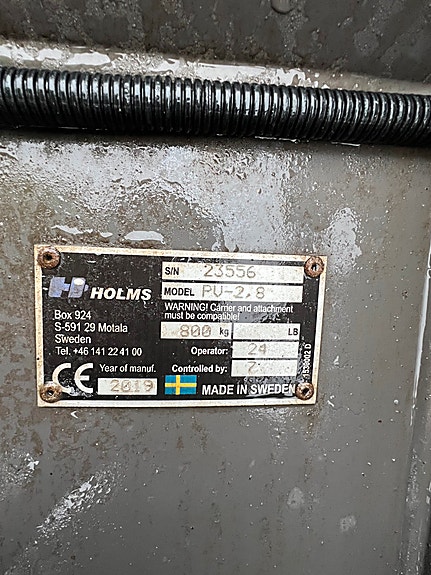 HOLMS
S/N 23556
MODEL PV-2,8
WARNING! Carrier and attachment
must be compatible!
800 kg LB
Box 924
S-591 29 Motala
Sweden
Tel. +46 141 22 41 00
Operator: 24
Year of manuf. Controlled by: 7
CE 2019 MADE IN SWEDEN